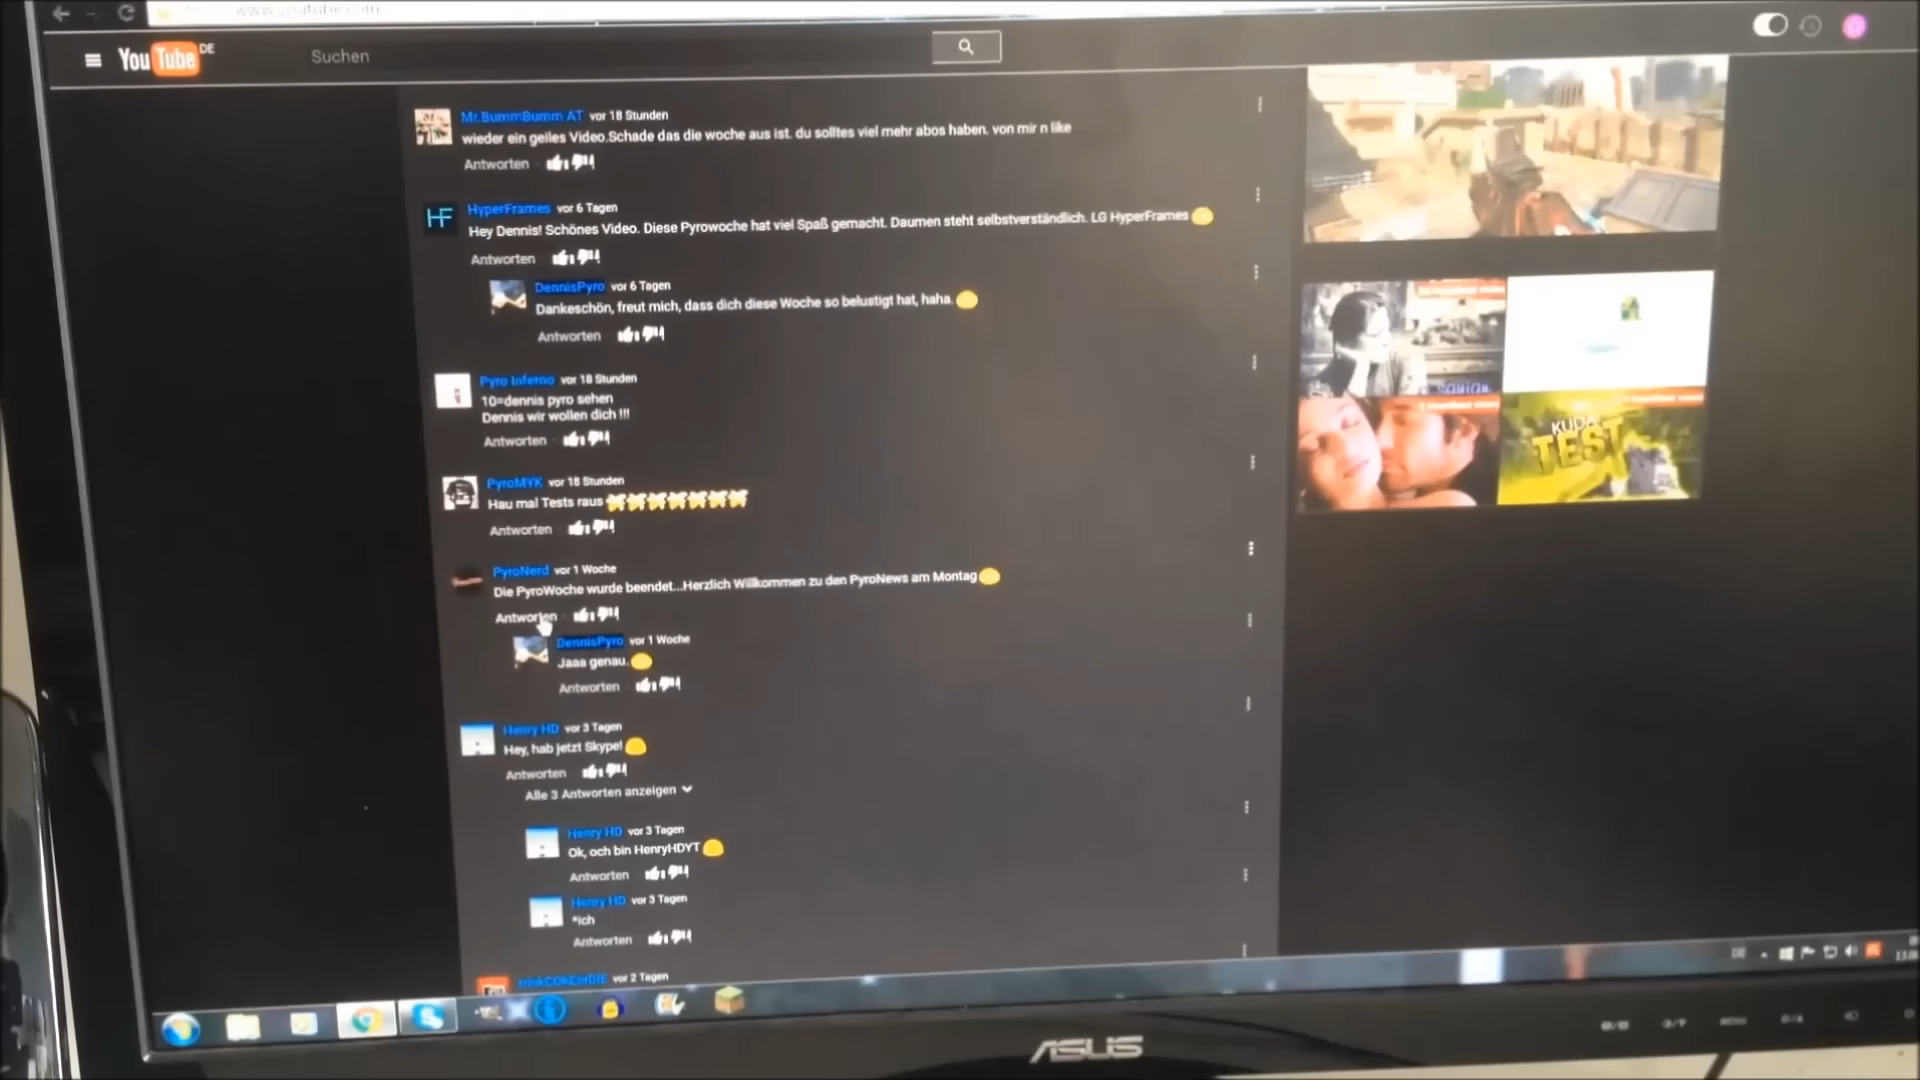 www.youtube.com
YouTube DE
Suchen
Mr.BummBumm AT vor 18 Stunden
wieder ein geiles Video.Schade das die woche aus ist. du solltes viel mehr abos haben. von mir n like
Antworten
HF
HyperFrames vor 6 Tagen
Hey Dennis! Schönes Video. Diese Pyrowoche hat viel Spaß gemacht. Daumen steht selbstverständlich. LG HyperFrames
Antworten
DennisPyro vor 6 Tagen
Dankeschön, freut mich, dass dich diese Woche so belustigt hat, haha.
Antworten
Pyro Inferno vor 18 Stunden
10=dennis pyro sehen
Dennis wir wollen dich !!!
Antworten
PyroMYK vor 18 Stunden
Hau mal Tests raus
Antworten
PyroNerd vor 1 Woche
Die PyroWoche wurde beendet...Herzlich Willkommen zu den PyroNews am Montag
Antworten
DennisPyro vor 1 Woche
Jaaa genau.
Antworten
Henry HD vor 3 Tagen
Hey, hab jetzt Skype!
Antworten
Alle 3 Antworten anzeigen
Henry HD vor 3 Tagen
Ok, och bin HenryHDYT
Antworten
Henry HD vor 3 Tagen
*ich
Antworten
vor 2 Tagen
TEST
DE
ASUS